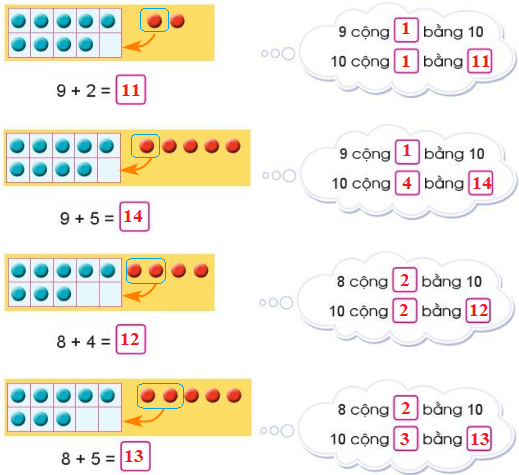 9 cộng 1 bằng 10
10 cộng 1 bằng 11
9 + 2 = 11
9 cộng 1 bằng 10
10 cộng 4 bằng 14
9 + 5 = 14
8 cộng 2 bằng 10
10 cộng 2 bằng 12
8 + 4 = 12
8 cộng 2 bằng 10
10 cộng 3 bằng 13
8 + 5 = 13